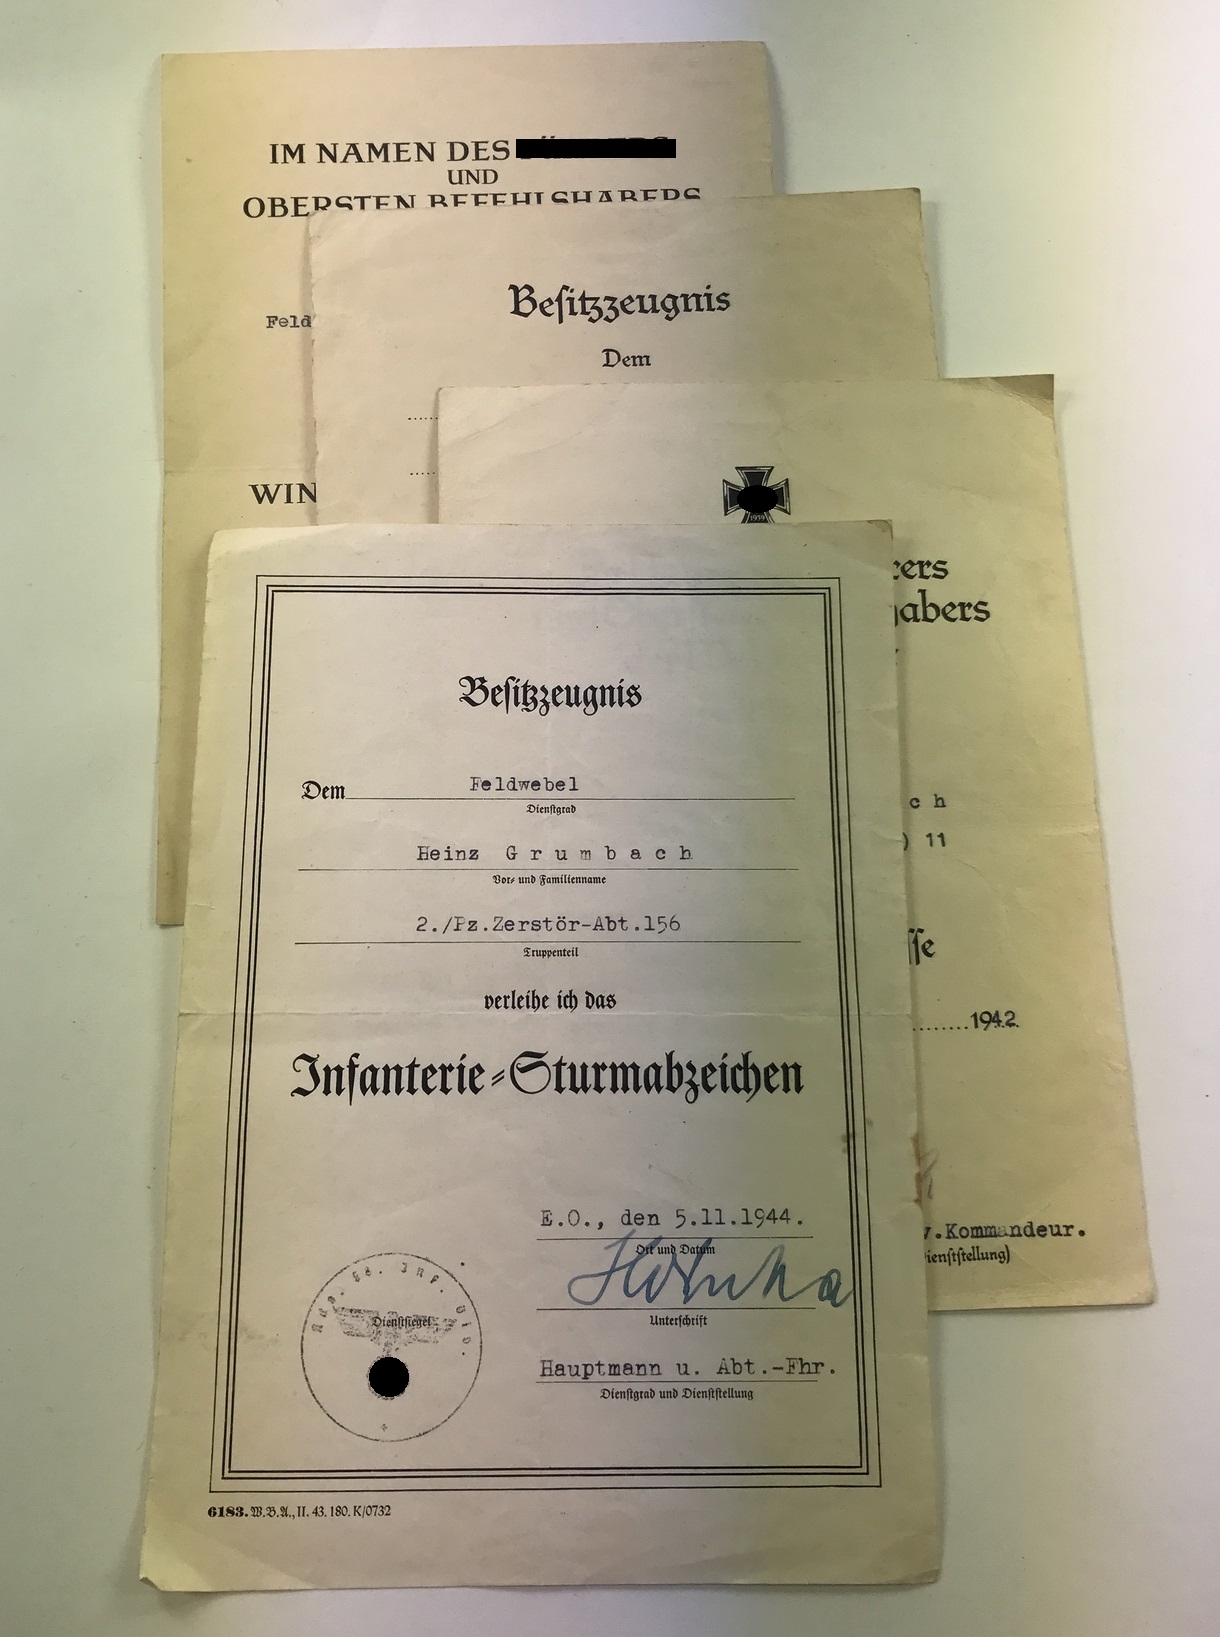 IM NAMEN DES
UND
OBERSTEN BEFEHLSHABERS
Feld
WIN
Besitzzeugnis
Dem
1939
abers
ch
) 11
sse
1942.
v.Kommandeur.
ienststellung)
Besitzzeugnis
Dem Feldwebel
Dienstgrad
Heinz Grumbach
Vor- und Familienname
2./Pz.Zerstör-Abt.156
Truppenteil
verleihe ich das
Infanterie-Sturmabzeichen
E.O., den 5.11.1944.
Ort und Datum
Unterschrift
Hauptmann u. Abt.-Fhr.
Dienstgrad und Dienststellung
Dienstsiegel
6183. W.B.A., II. 43. 180. K/0732